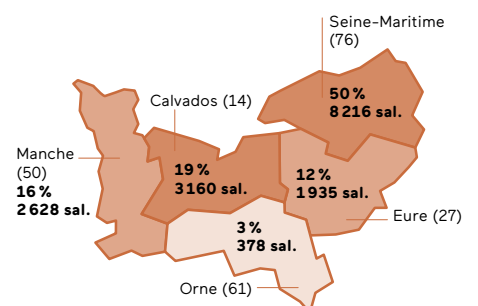 Seine-Maritime
(76)
50 %
8 216 sal.
Calvados (14)
Manche
(50)
16 %
2 628 sal.
19 %
3 160 sal.
12 %
1 935 sal.
Eure (27)
3 %
378 sal.
Orne (61)